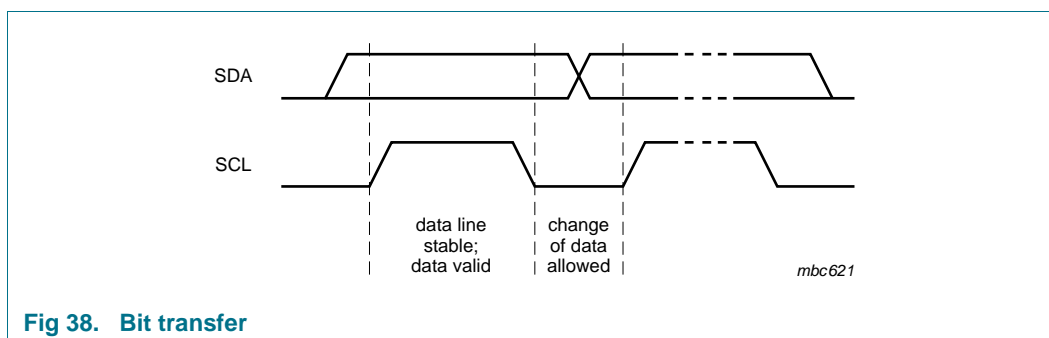 SDA
SCL
data line
stable;
data valid
change
of data
allowed
mbc621
Fig 38. Bit transfer